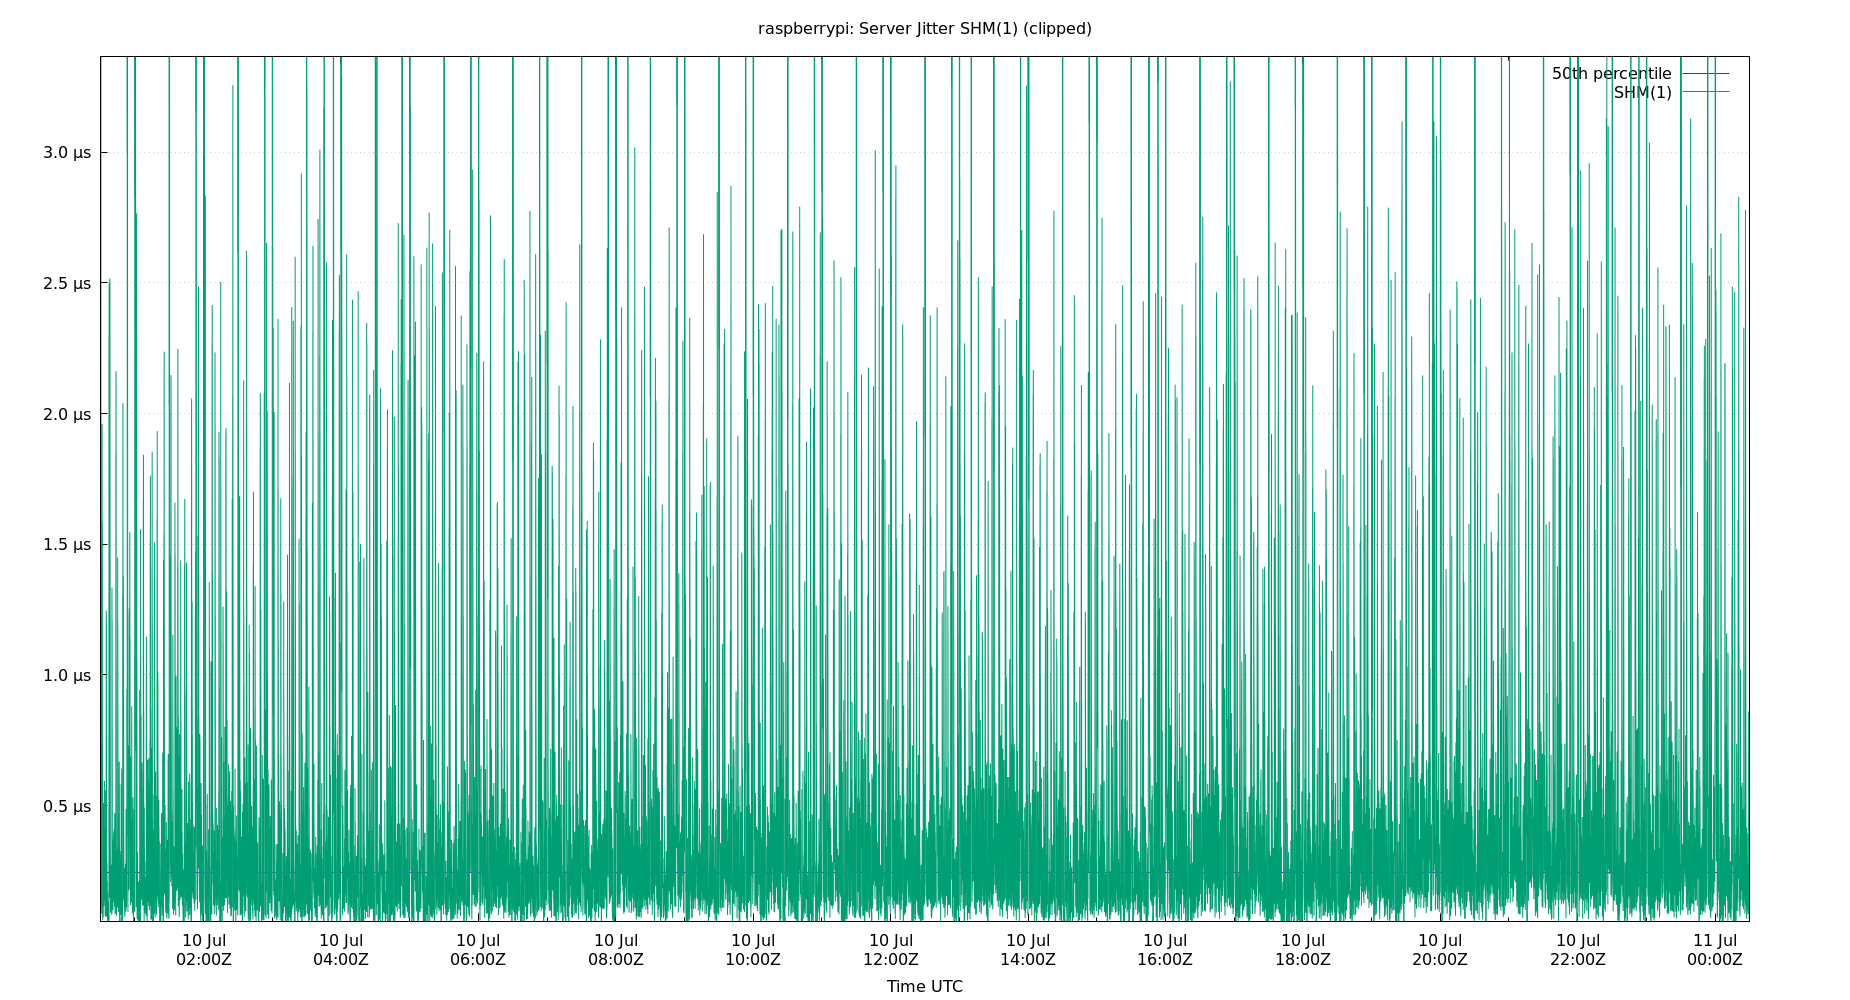 raspberrypi: Server Jitter SHM(1) (clipped)
50th percentile
SHM(1)
3.0 µs
2.5 µs
2.0 µs
1.5 µs
1.0 µs
0.5 µs
10 Jul 10 Jul 10 Jul 10 Jul 10 Jul 10 Jul 10 Jul 10 Jul 10 Jul 10 Jul 10 Jul 11 Jul
02:00Z 04:00Z 06:00Z 08:00Z 10:00Z 12:00Z 14:00Z 16:00Z 18:00Z 20:00Z 22:00Z 00:00Z
Time UTC